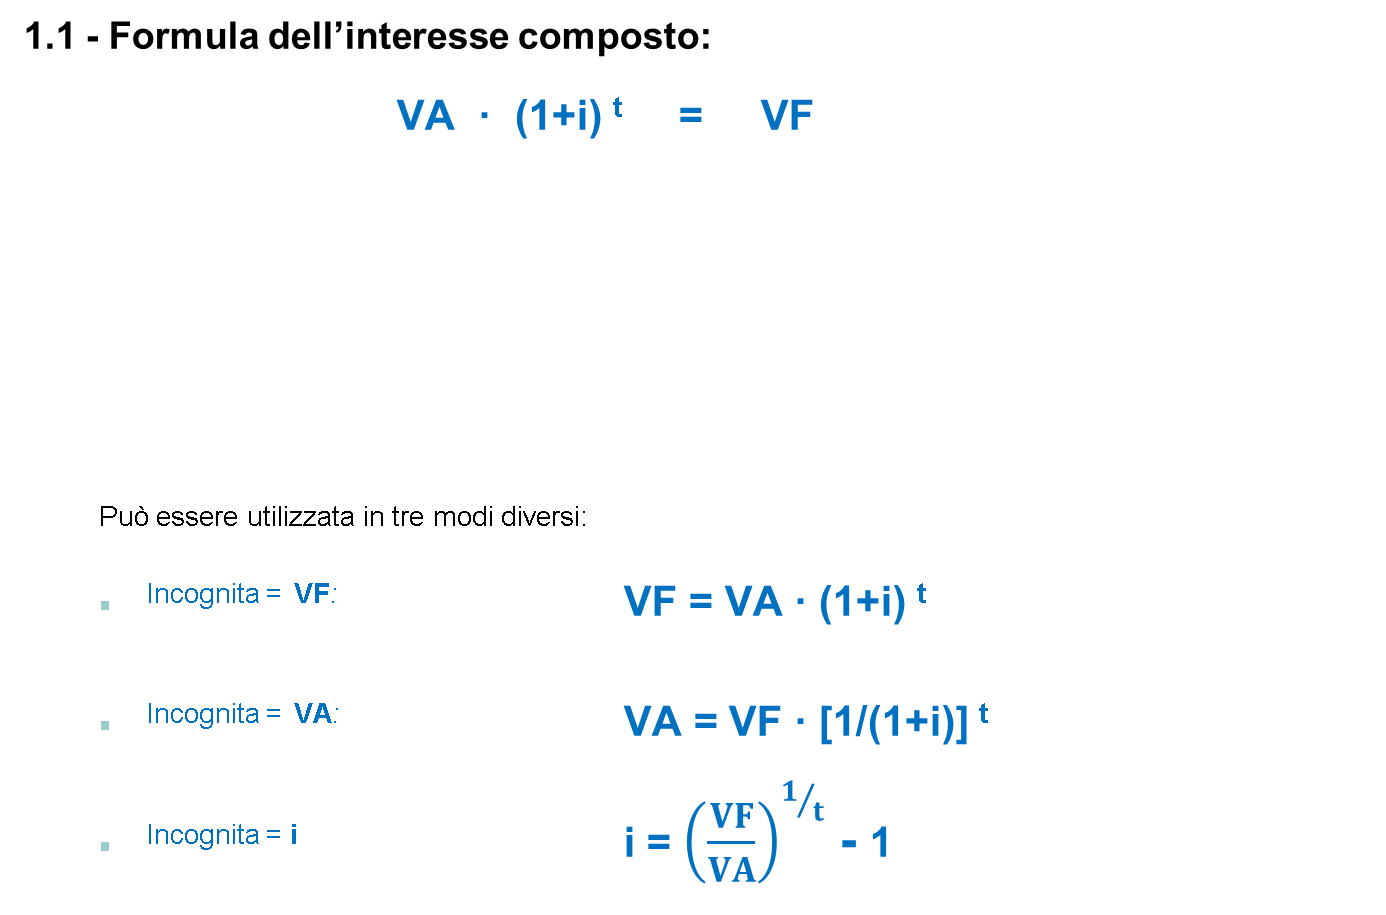 1.1 - Formula dell’interesse composto:
VA · (1+i) ᵗ = VF
Può essere utilizzata in tre modi diversi:
▪ Incognita = VF: VF = VA · (1+i) ᵗ
▪ Incognita = VA: VA = VF · [1/(1+i)] ᵗ
▪ Incognita = i i = (VF/VA)^1/t - 1